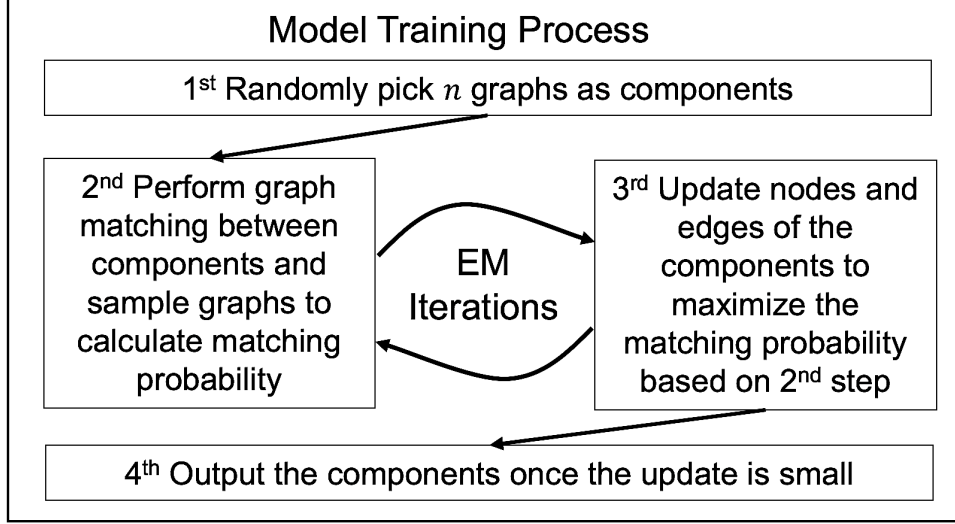 Model Training Process
1st Randomly pick n graphs as components
2nd Perform graph
matching between
components and
sample graphs to
calculate matching
probability
EM
Iterations
3rd Update nodes and
edges of the
components to
maximize the
matching probability
based on 2nd step
4th Output the components once the update is small